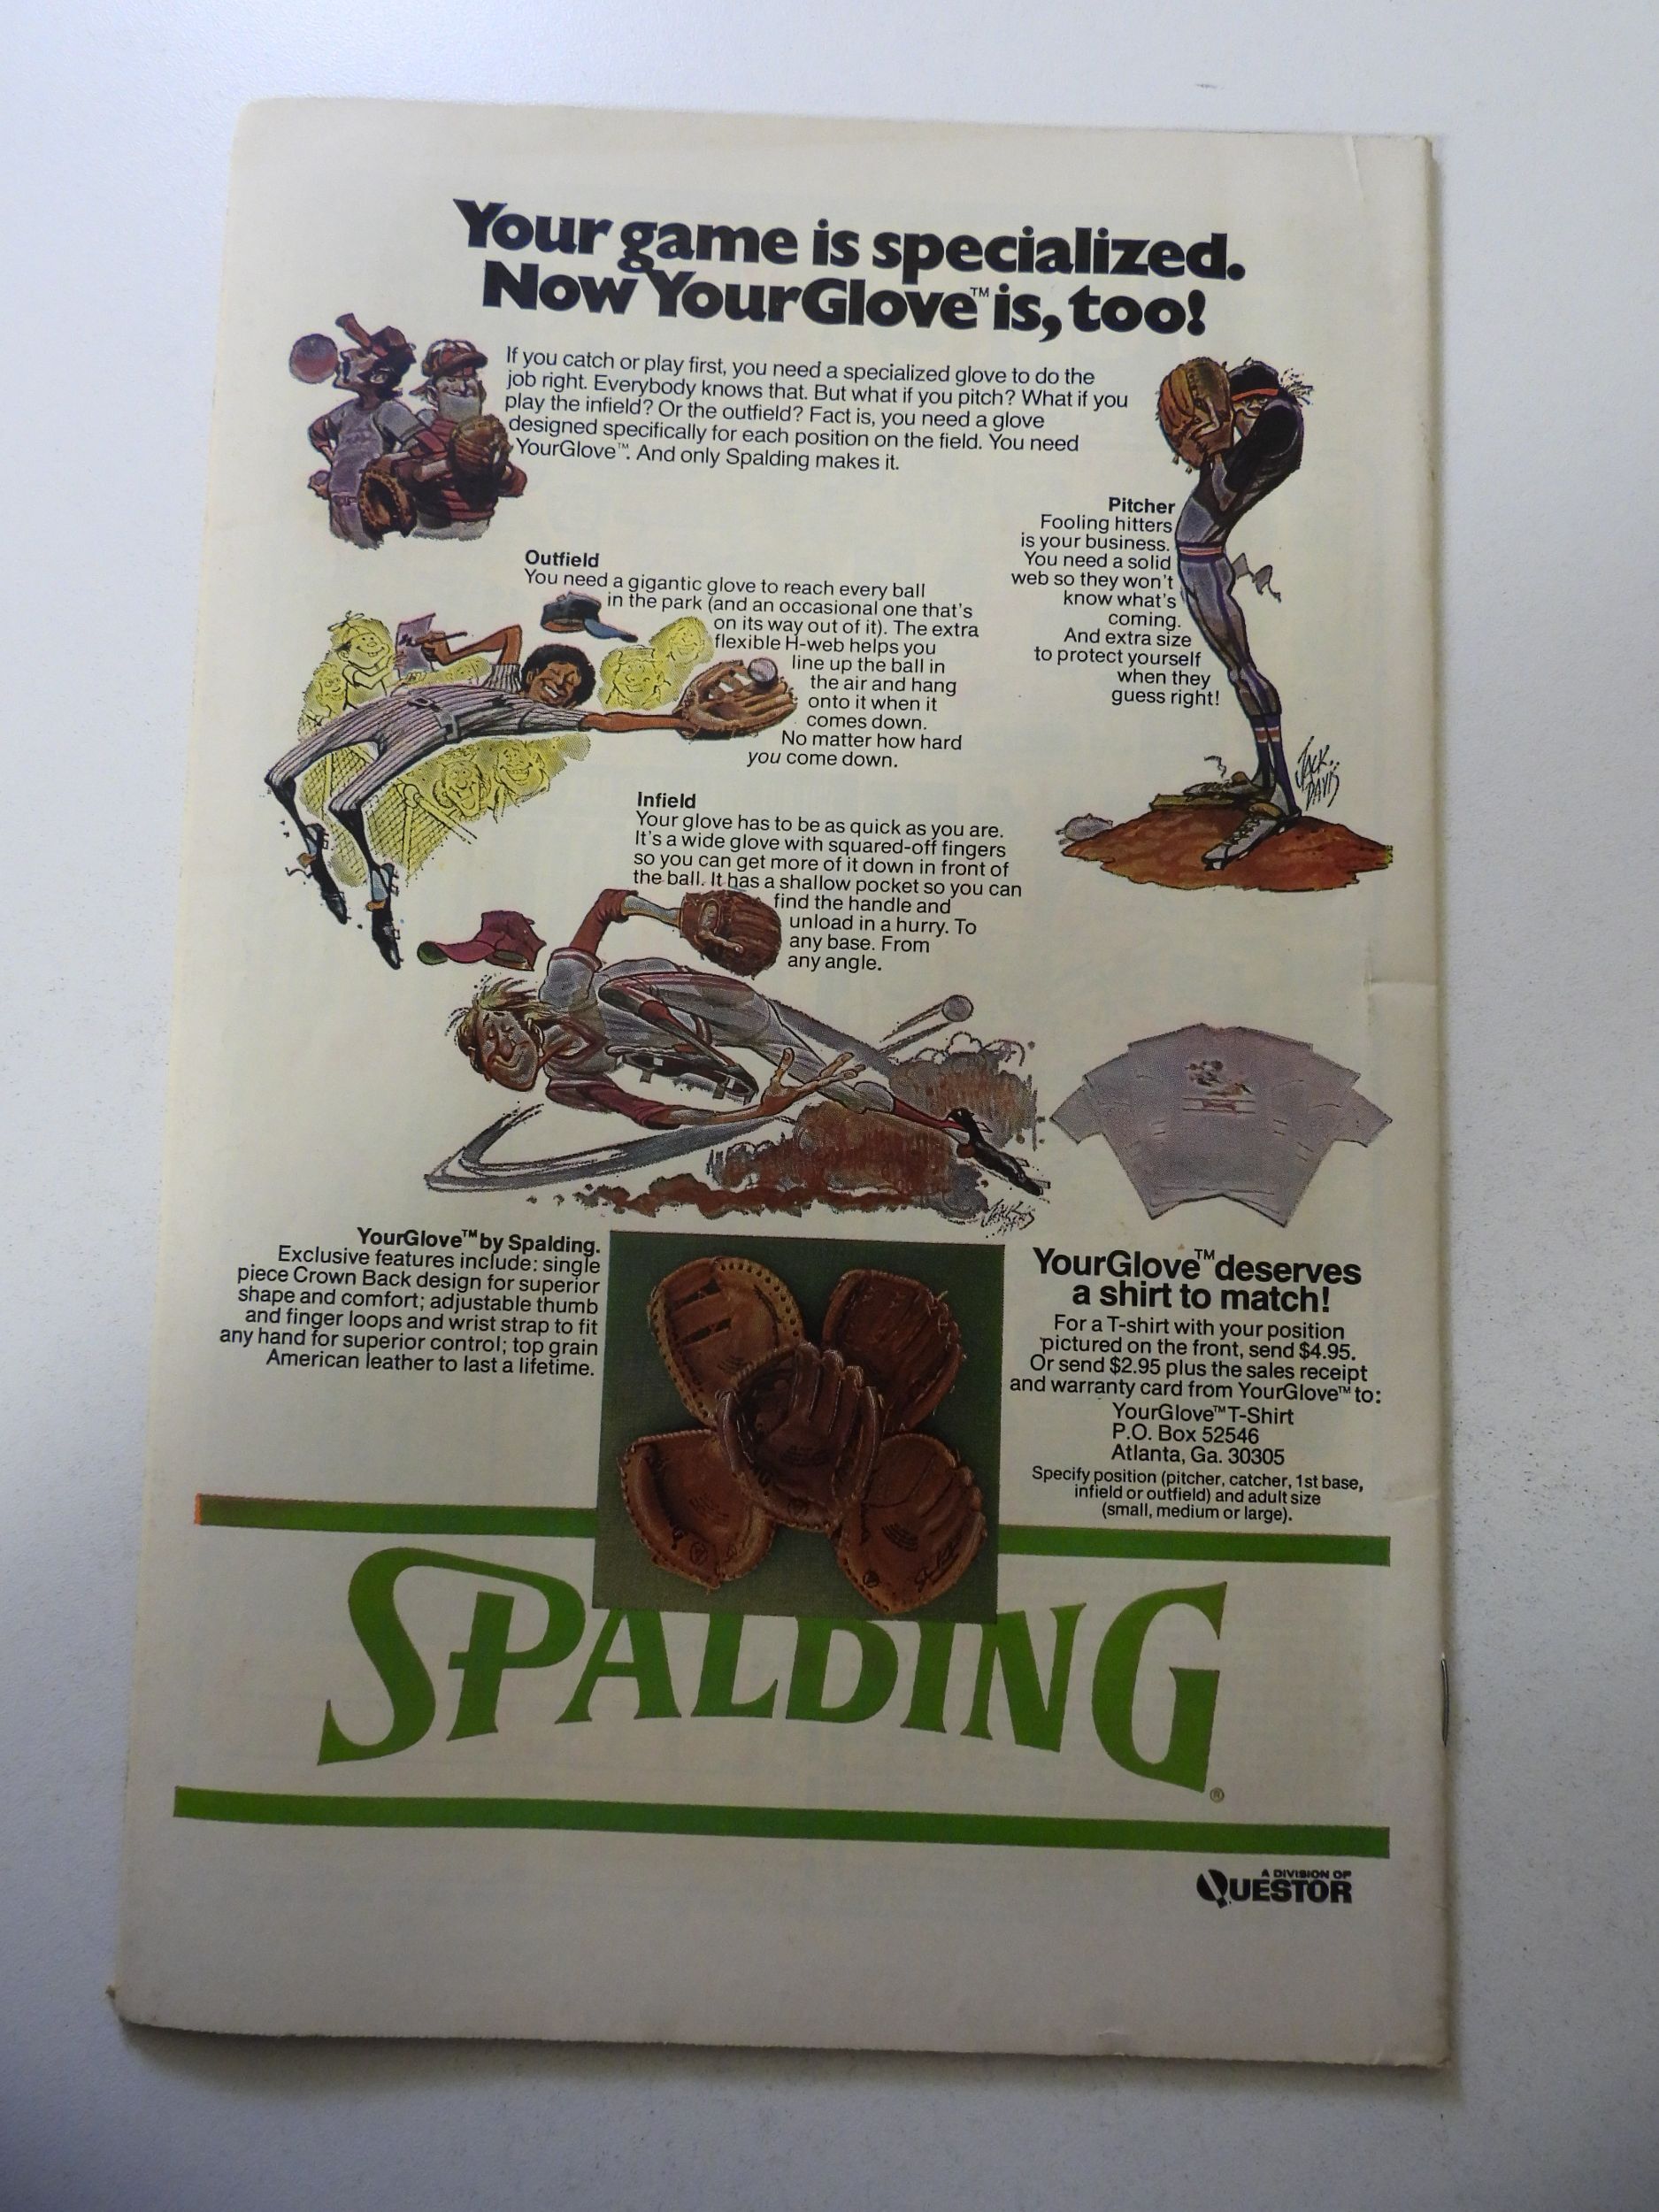 Your game is specialized.
Now YourGlove™ is, too!
If you catch or play first, you need a specialized glove to do the
job right. Everybody knows that. But what if you pitch? What if you
play the infield? Or the outfield? Fact is, you need a glove
designed specifically for each position on the field. You need
YourGlove™. And only Spalding makes it.
Pitcher
Fooling hitters
is your business.
You need a solid
web so they won't
know what's
coming.
And extra size
to protect yourself
when they
guess right!
JACK DAVIS
Outfield
You need a gigantic glove to reach every ball
in the park (and an occasional one that's
on its way out of it). The extra
flexible H-web helps you
line up the ball in
the air and hang
onto it when it
comes down.
No matter how hard
you come down.
Infield
Your glove has to be as quick as you are.
It's a wide glove with squared-off fingers
so you can get more of it down in front of
the ball. It has a shallow pocket so you can
find the handle and
unload in a hurry. To
any base. From
any angle.
JACK DAVIS
YourGlove™ by Spalding.
Exclusive features include: single
piece Crown Back design for superior
shape and comfort; adjustable thumb
and finger loops and wrist strap to fit
any hand for superior control; top grain
American leather to last a lifetime.
YourGlove™ deserves
a shirt to match!
For a T-shirt with your position
pictured on the front, send $4.95.
Or send $2.95 plus the sales receipt
and warranty card from YourGlove™ to:
YourGlove™ T-Shirt
P.O. Box 52546
Atlanta, Ga. 30305
Specify position (pitcher, catcher, 1st base,
infield or outfield) and adult size
(small, medium or large).
SPALDING®
A DIVISION OF
QUESTOR